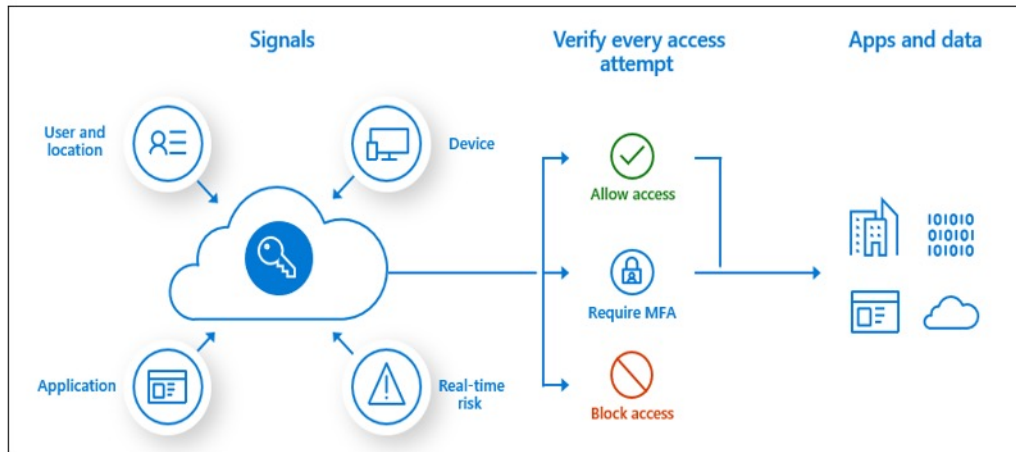 Signals
Verify every access
attempt
Apps and data
User and
location
Device
Application
Real-time
risk
Allow access
Require MFA
Block access
101010
010101
101010